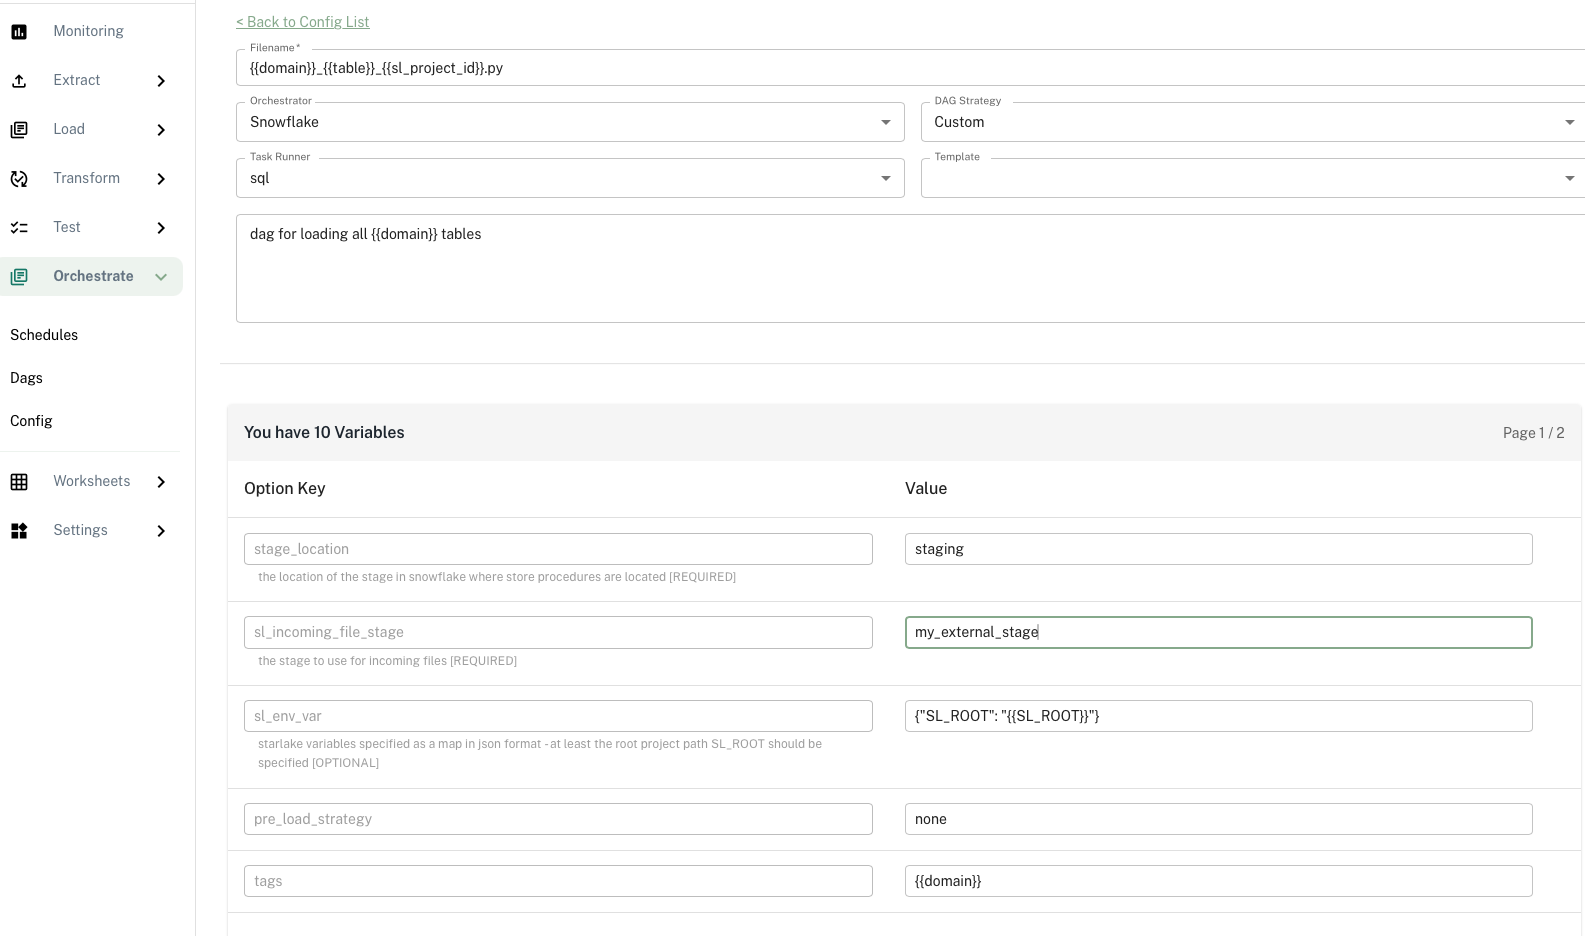 Monitoring
Extract
Load
Transform
Test
Orchestrate
Schedules
Dags
Config
Worksheets
Settings
< Back to Config List
Filename*
{{domain}}_{{table}}_{{sl_project_id}}.py
Orchestrator
Snowflake
DAG Strategy
Custom
Task Runner
sql
Template
dag for loading all {{domain}} tables
You have 10 Variables
Page 1 / 2
Option Key
Value
stage_location
staging
the location of the stage in snowflake where store procedures are located [REQUIRED]
sl_incoming_file_stage
my_external_stage
the stage to use for incoming files [REQUIRED]
sl_env_var
{"SL_ROOT": "{{SL_ROOT}}"}
starlake variables specified as a map in json format - at least the root project path SL_ROOT should be
specified [OPTIONAL]
pre_load_strategy
none
tags
{{domain}}